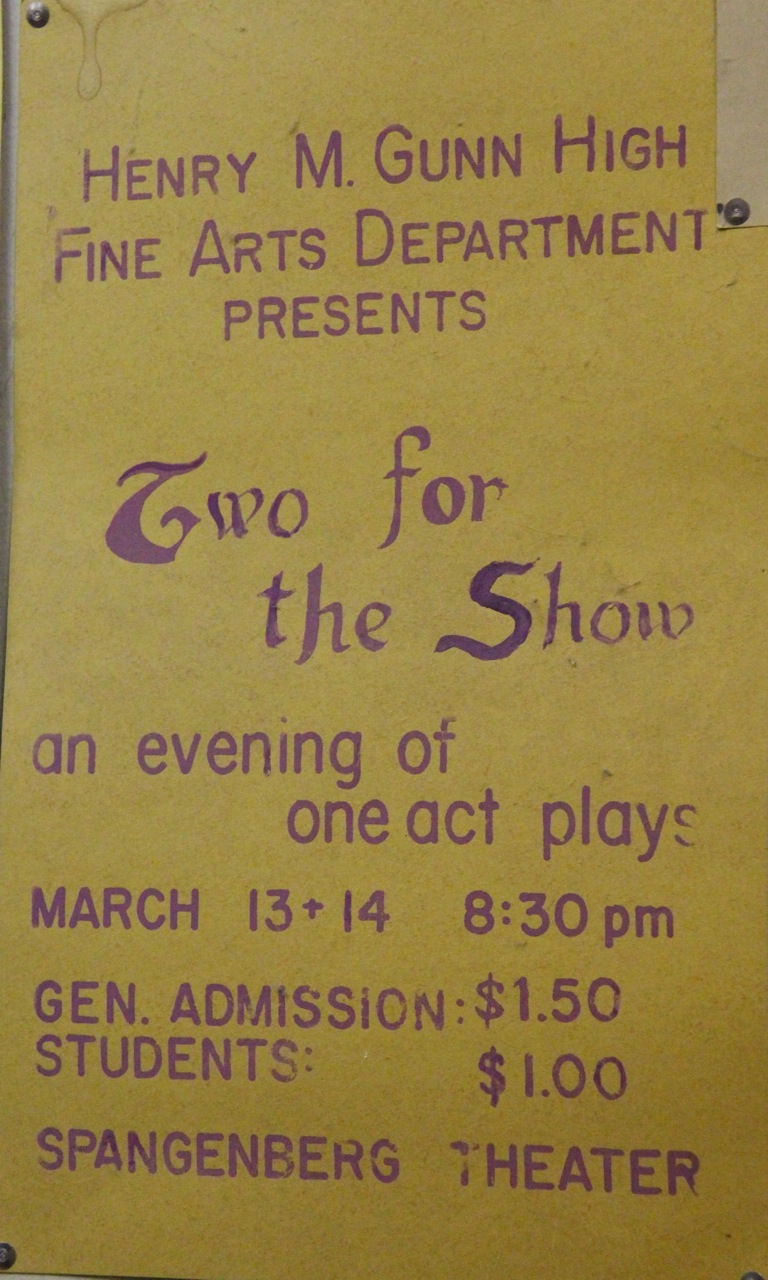 HENRY M. GUNN HIGH
FINE ARTS DEPARTMENT
PRESENTS
Two for
the Show
an evening of
one act plays
MARCH 13+14 8:30 pm
GEN. ADMISSION: $1.50
STUDENTS: $1.00
SPANGENBERG THEATER